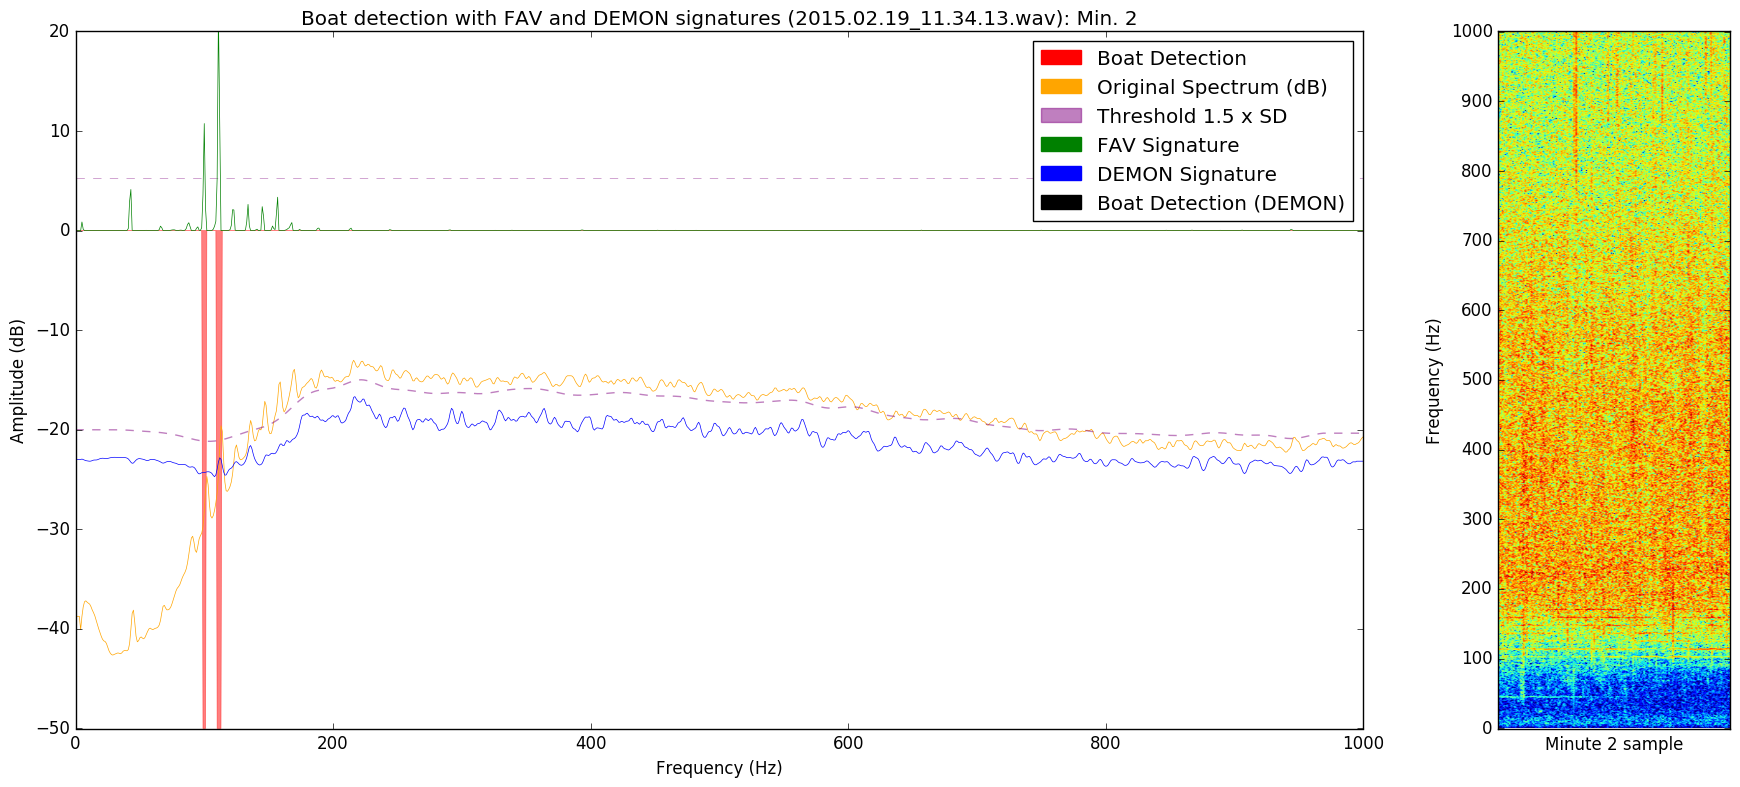 Boat detection with FAV and DEMON signatures (2015.02.19_11.34.13.wav): Min. 2
20
10
0
−10
−20
−30
−40
−50
Amplitude (dB)
0 200 400 600 800 1000
Frequency (Hz)
Boat Detection
Original Spectrum (dB)
Threshold 1.5 x SD
FAV Signature
DEMON Signature
Boat Detection (DEMON)
1000
900
800
700
600
500
400
300
200
100
0
Frequency (Hz)
Minute 2 sample